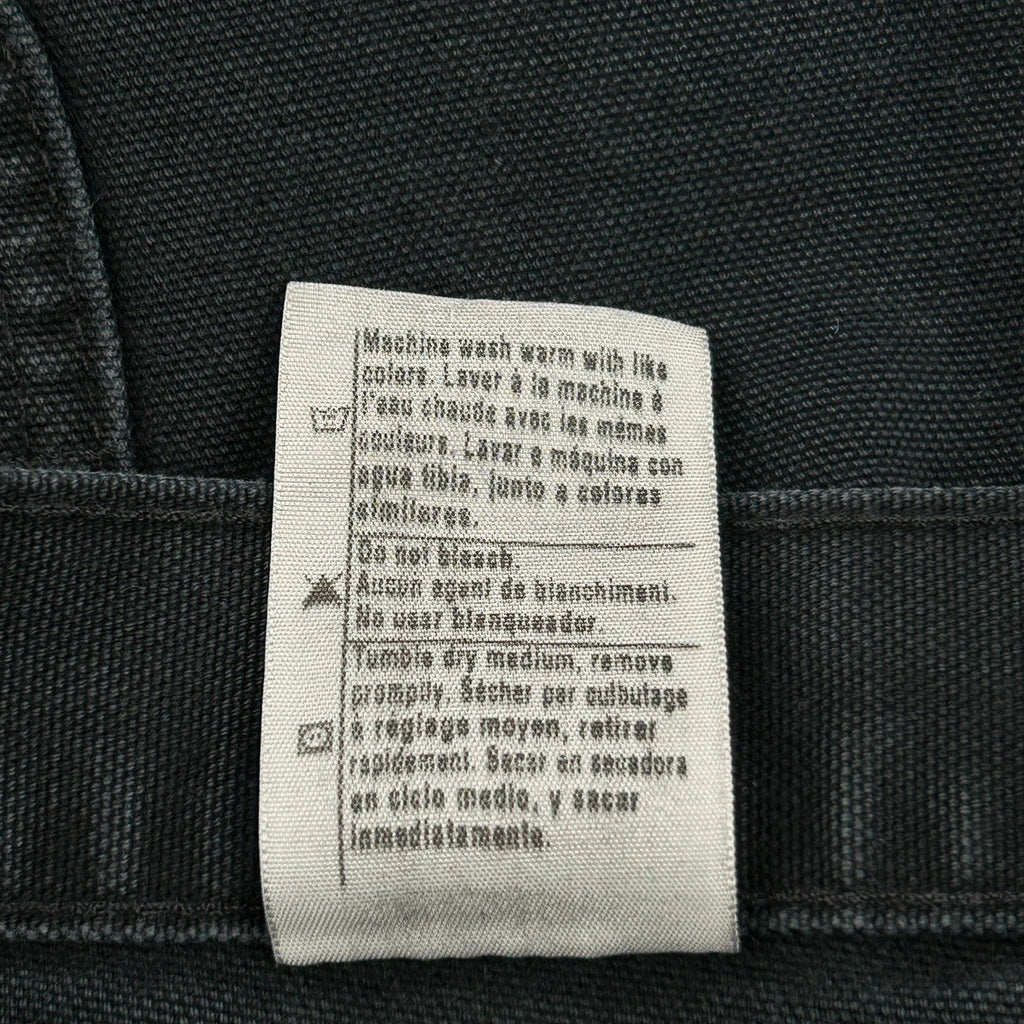 Machine wash warm with like
colors. Laver à la machine à
l'eau chaude avec les mêmes
couleurs. Lavar a máquina con
agua tibia, junto a colores
similares.
Do not bleach.
Aucun agent de blanchiment.
No usar blanqueador.
Tumble dry medium, remove
promptly. Sécher par culbutage
à réglage moyen, retirer
rapidement. Secar en secadora
en ciclo medio, y sacar
inmediatamente.